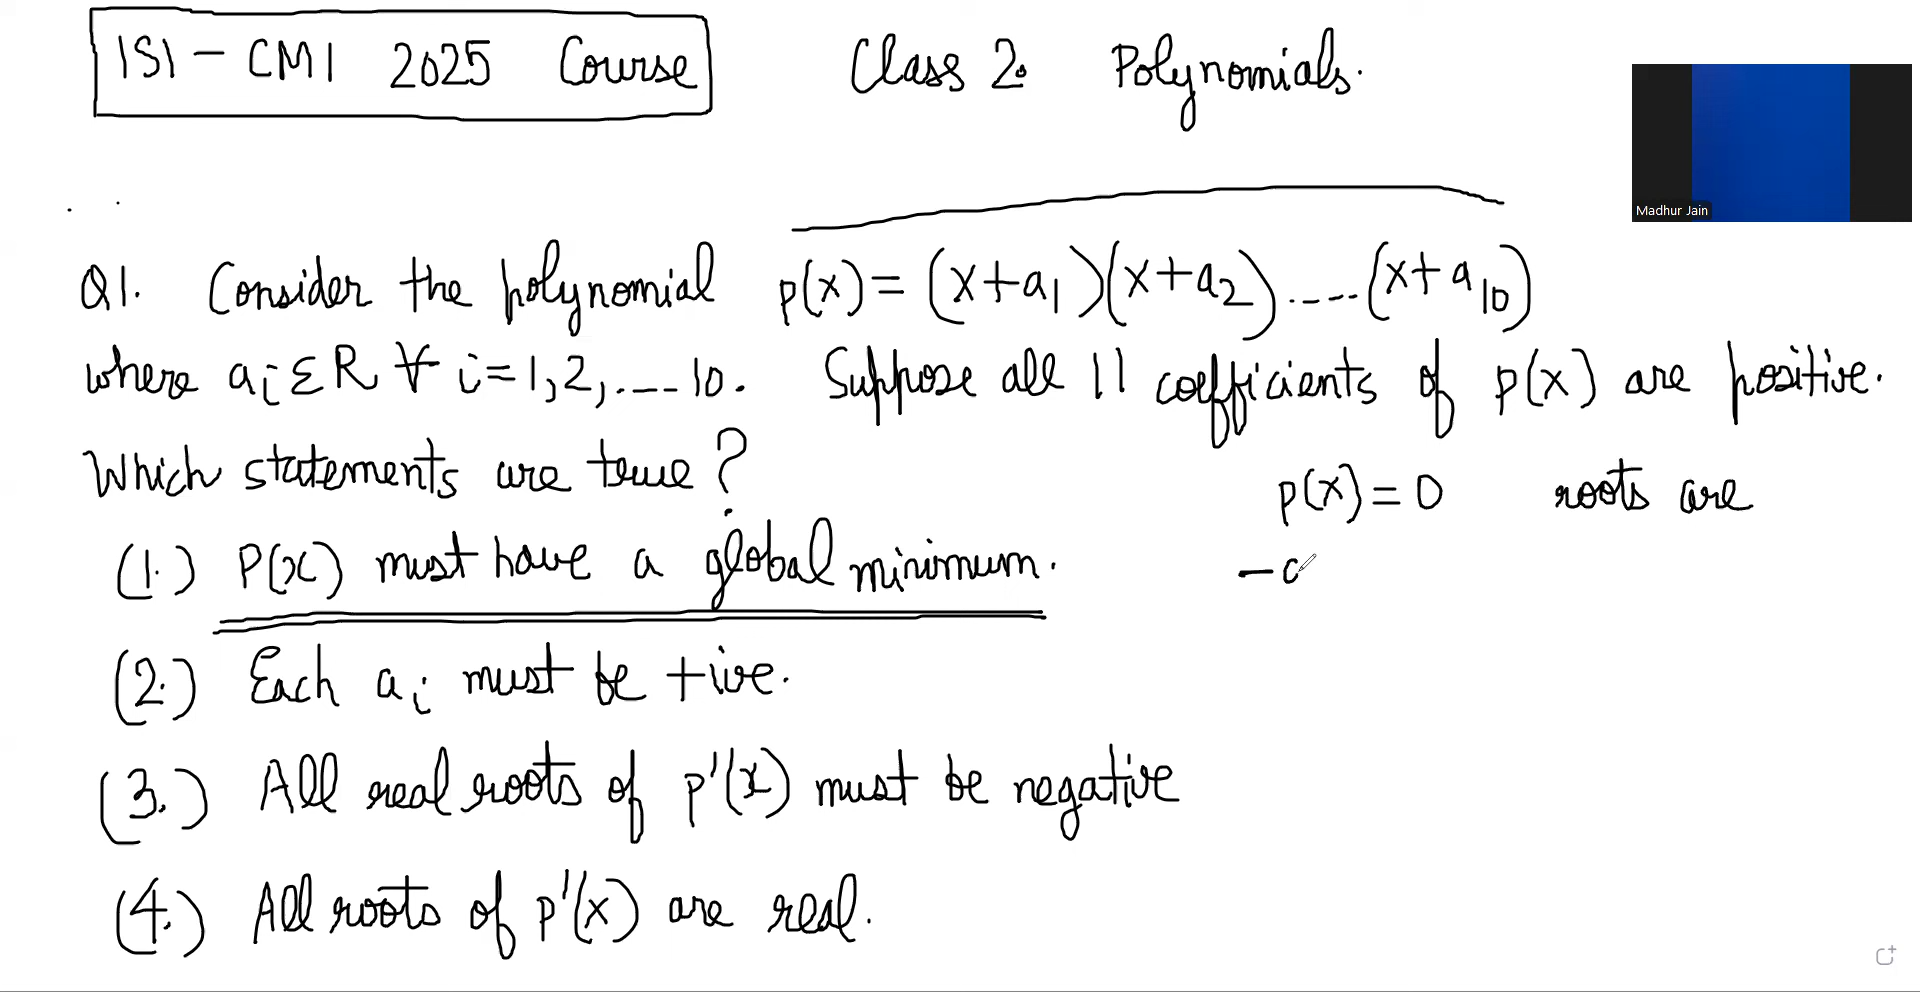 ISI - CMI 2025 Course
Class 2. Polynomials.
Madhur Jain
Q1. Consider the polynomial p(x) = (x+a₁)(x+a₂).....(x+a₁₀)
where aᵢ ∈ R ∀ i=1,2,....10. Suppose all 11 coefficients of p(x) are positive.
Which statements are true?
p(x) = 0 roots are
(1.) P(x) must have a global minimum.
-a
(2.) Each aᵢ must be +ive.
(3.) All real roots of p'(x) must be negative
(4.) All roots of p'(x) are real.